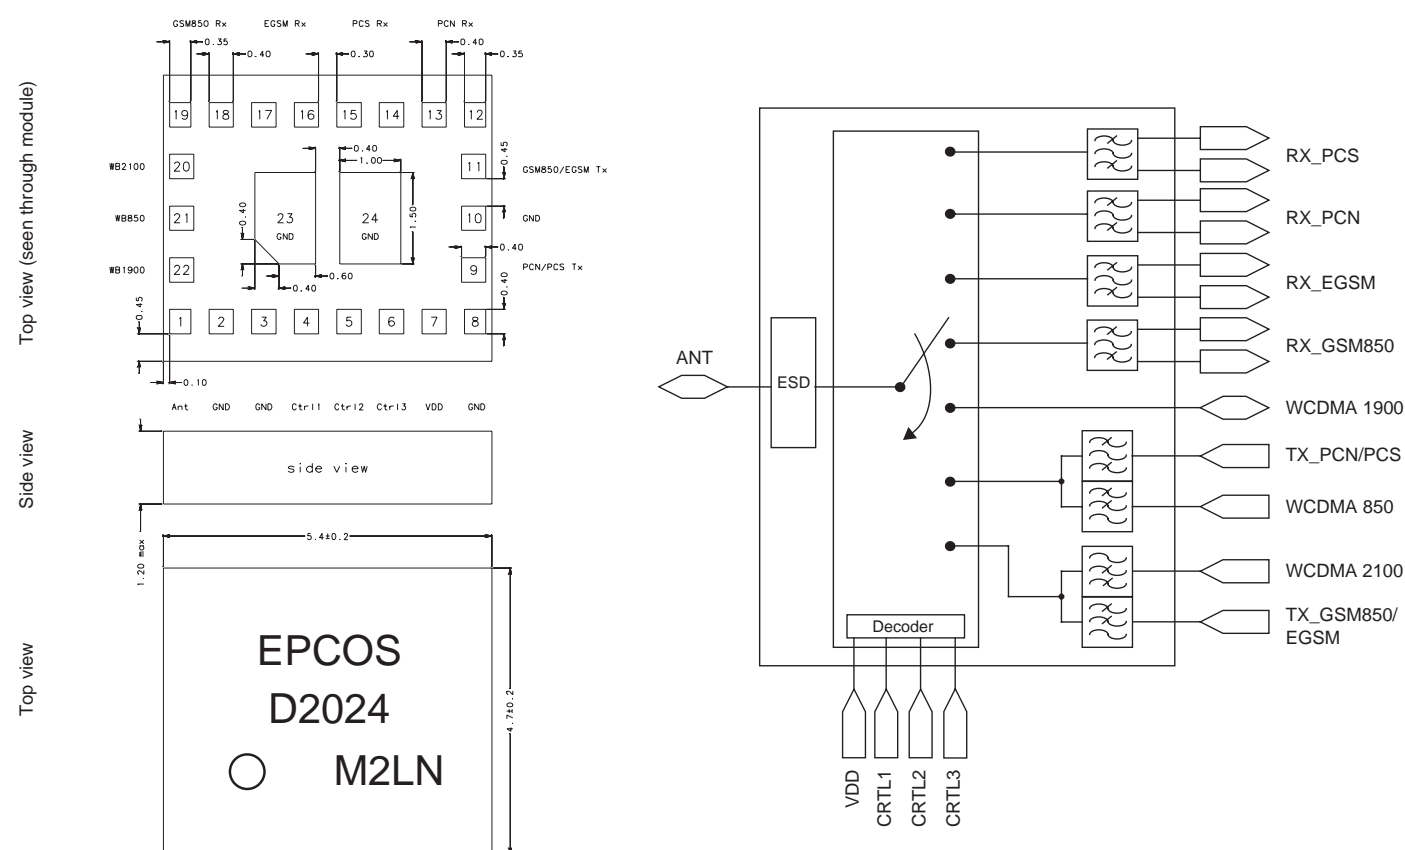 GSM850 Rx EGSM Rx PCS Rx PCN Rx
0.35 0.40
0.40 0.30 0.35
19 18 17 16 15 14 13 12
0.40
1.00
0.45
WB2100 20 11 GSM850/EGSM Tx
0.40
1.50
WB850 21 23 24 10 GND
GND GND
0.40
WB1900 22 9 PCN/PCS Tx
0.60
0.40
0.40
0.45
1 2 3 4 5 6 7 8
0.10
Ant GND GND Ctrl1 Ctrl2 Ctrl3 VDD GND
Top view (seen through module)
Side view
side view
1.20 max
5.4±0.2
Top view
EPCOS
D2024
M2LN
4.7±0.2
ANT
ESD
RX_PCS
RX_PCN
RX_EGSM
RX_GSM850
WCDMA 1900
TX_PCN/PCS
WCDMA 850
WCDMA 2100
TX_GSM850/
EGSM
Decoder
VDD
CRTL1
CRTL2
CRTL3